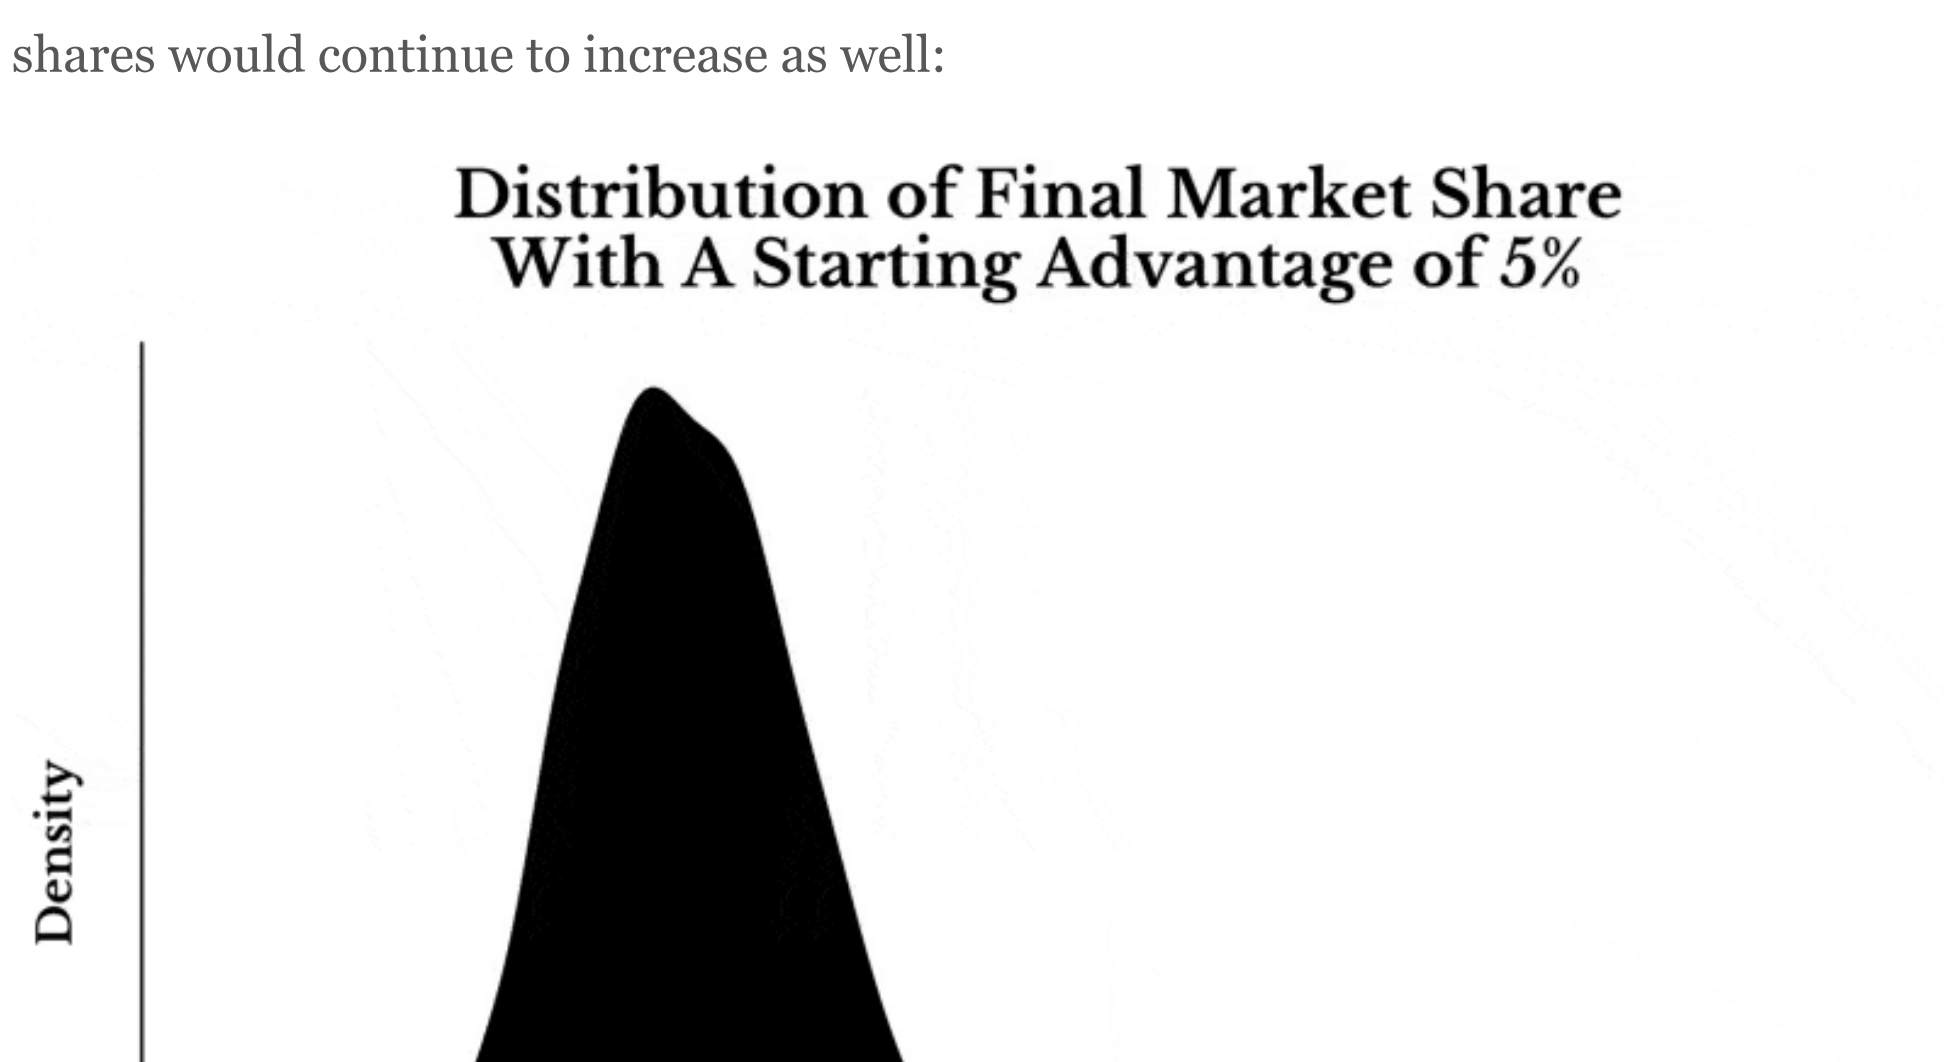 shares would continue to increase as well:
Distribution of Final Market Share
With A Starting Advantage of 5%
Density